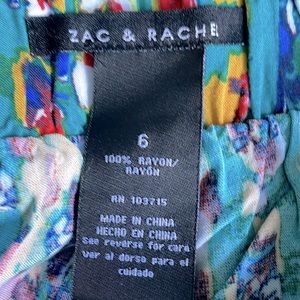 ZAC & RACHEL
6
100% RAYON/
RAYÓN
RN 103715
MADE IN CHINA
HECHO EN CHINA
see reverse for care
ver al dorso para el
cuidado